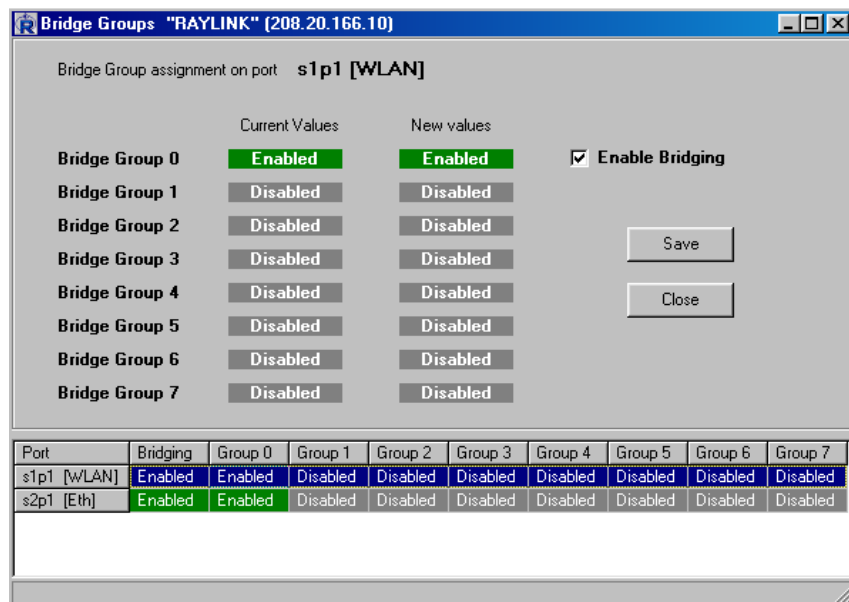 Bridge Groups "RAYLINK" (208.20.166.10)
Bridge Group assignment on port s1p1 [WLAN]
Current Values New values
Bridge Group 0 Enabled Enabled Enable Bridging
Bridge Group 1 Disabled Disabled
Bridge Group 2 Disabled Disabled
Save
Bridge Group 3 Disabled Disabled
Bridge Group 4 Disabled Disabled
Close
Bridge Group 5 Disabled Disabled
Bridge Group 6 Disabled Disabled
Bridge Group 7 Disabled Disabled
Port Bridging Group 0 Group 1 Group 2 Group 3 Group 4 Group 5 Group 6 Group 7
s1p1 [WLAN] Enabled Enabled Disabled Disabled Disabled Disabled Disabled Disabled Disabled
s2p1 [Eth] Enabled Enabled Disabled Disabled Disabled Disabled Disabled Disabled Disabled